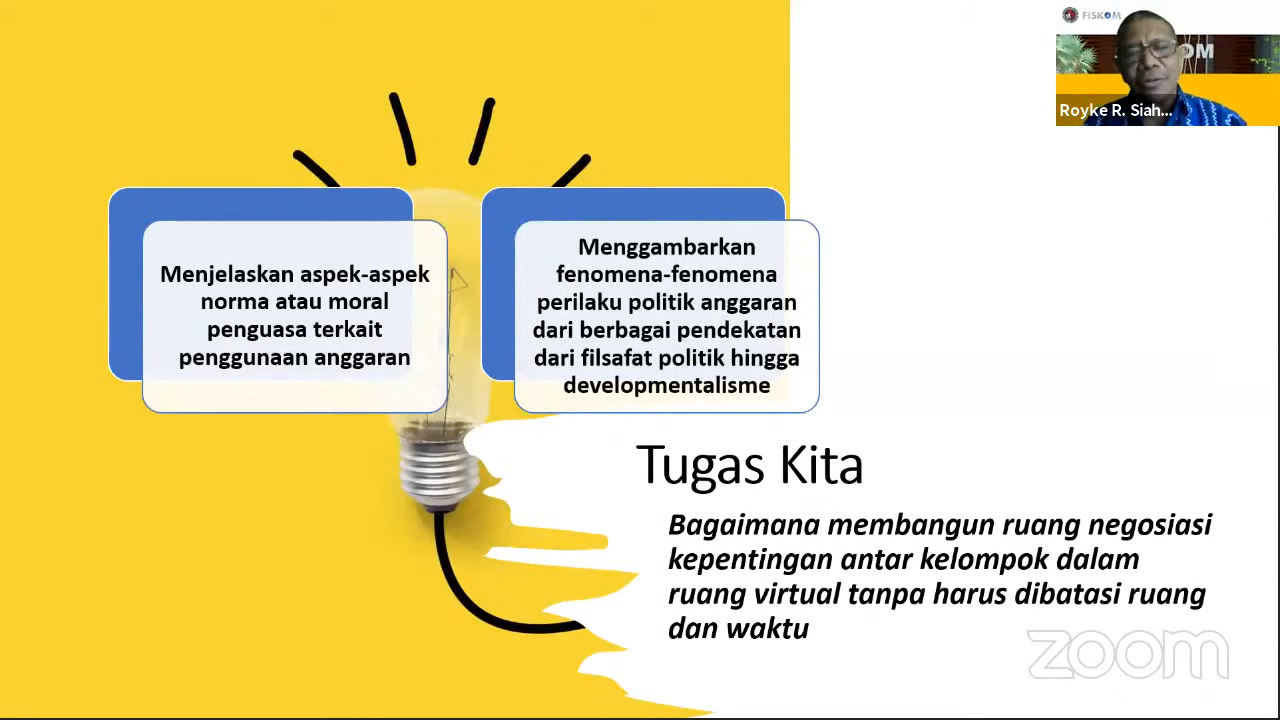 FISKOM
OM
Royke R. Siah...
Menjelaskan aspek-aspek
norma atau moral
penguasa terkait
penggunaan anggaran
Menggambarkan
fenomena-fenomena
perilaku politik anggaran
dari berbagai pendekatan
dari filsafat politik hingga
developmentalisme
Tugas Kita
Bagaimana membangun ruang negosiasi
kepentingan antar kelompok dalam
ruang virtual tanpa harus dibatasi ruang
dan waktu
zoom